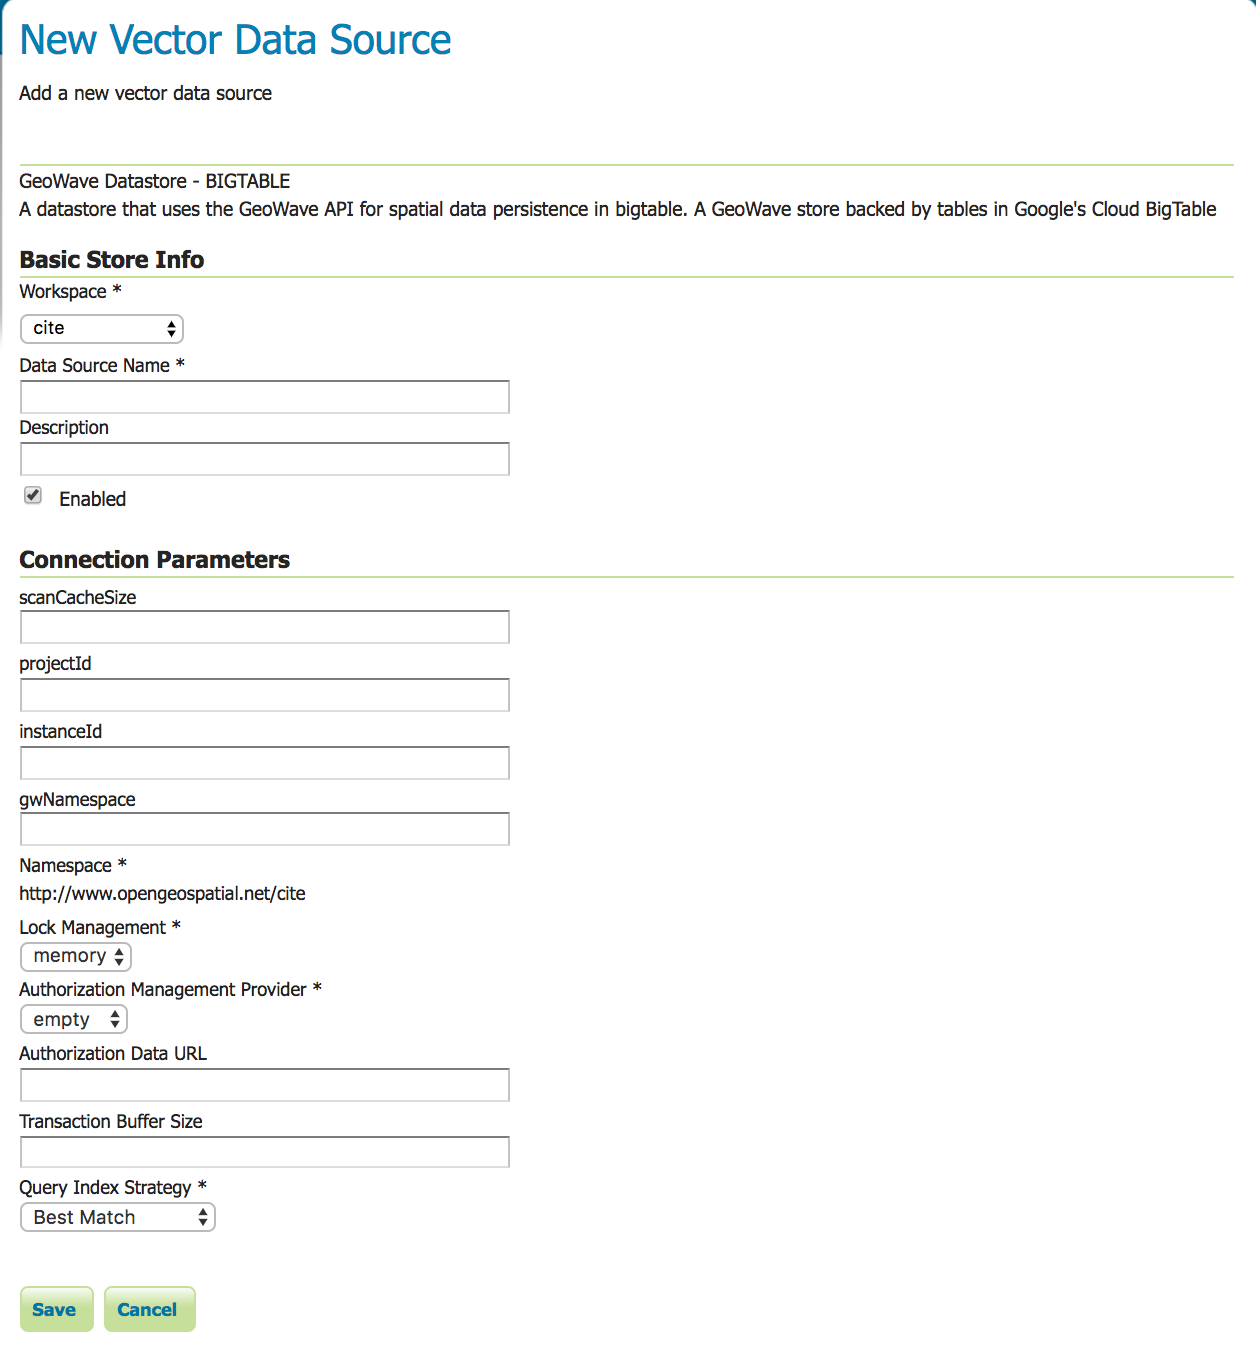 New Vector Data Source
Add a new vector data source
GeoWave Datastore - BIGTABLE
A datastore that uses the GeoWave API for spatial data persistence in bigtable. A GeoWave store backed by tables in Google's Cloud BigTable
Basic Store Info
Workspace *
cite
Data Source Name *
Description
Enabled
Connection Parameters
scanCacheSize
projectId
instanceId
gwNamespace
Namespace *
http://www.opengeospatial.net/cite
Lock Management *
memory
Authorization Management Provider *
empty
Authorization Data URL
Transaction Buffer Size
Query Index Strategy *
Best Match
Save Cancel